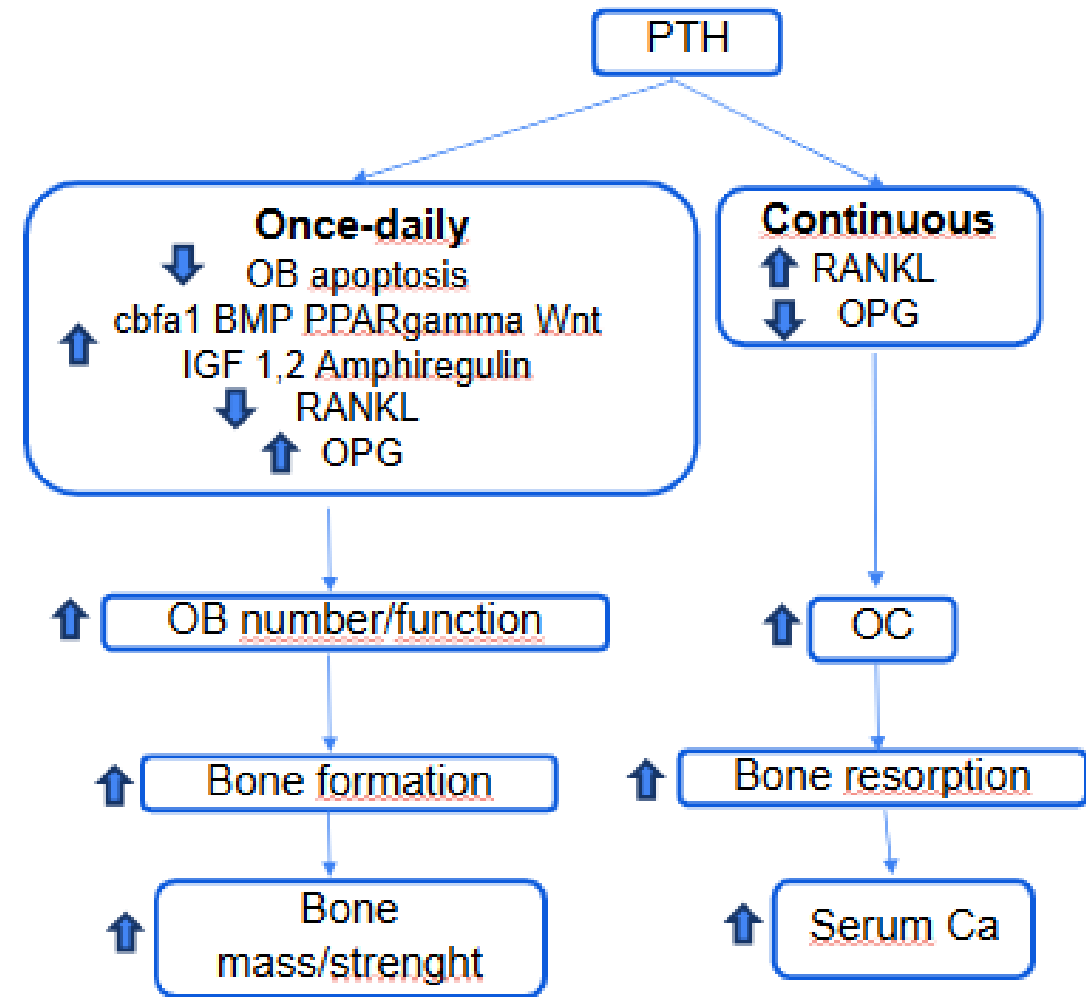 PTH
Once-daily
OB apoptosis
cbfa1 BMP PPARgamma Wnt
IGF 1,2 Amphiregulin
RANKL
OPG
Continuous
RANKL
OPG
OB number/function
OC
Bone formation
Bone resorption
Bone
mass/strenght
Serum Ca